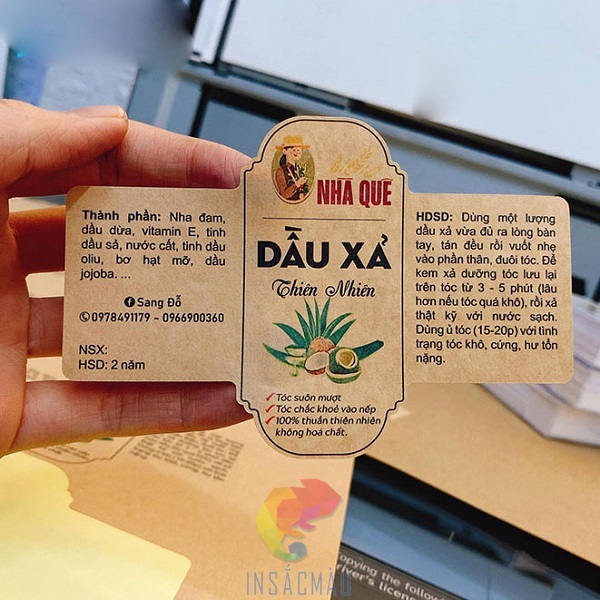 NHÀ QUÊ
DẦU XẢ
Thiên Nhiên
✓Tóc suôn mượt
✓Tóc chắc khoẻ vào nếp
✓100% thuần thiên nhiên
không hoá chất.
Thành phần: Nha đam,
dầu dừa, vitamin E, tinh
dầu sả, nước cất, tinh dầu
oliu, bơ hạt mỡ, dầu
jojoba. ...
Sang Đỗ
0978491179 - 0966900360
NSX:
HSD: 2 năm
HDSD: Dùng một lượng
dầu xả vừa đủ ra lòng bàn
tay, tán đều rồi vuốt nhẹ
vào phần thân, đuôi tóc. Để
kem xả dưỡng tóc lưu lại
trên tóc từ 3 - 5 phút (lâu
hơn nếu tóc quá khô), rồi xả
thật kỹ với nước sạch.
Dùng ủ tóc (15-20p) với tình
trạng tóc khô, cứng, hư tổn
nặng.
INSẮCMÀU
Copying the following
driver's licens